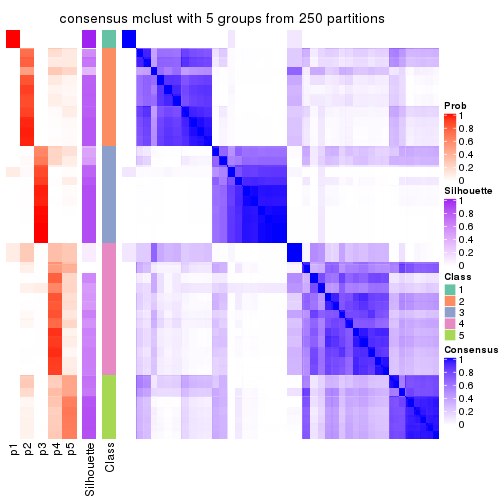 consensus mclust with 5 groups from 250 partitions
p1
p2
p3
p4
p5
Silhouette
Class
Prob
1
0.8
0.6
0.4
0.2
0
Silhouette
1
0.8
0.6
0.4
0.2
0
Class
1
2
3
4
5
Consensus
1
0.8
0.6
0.4
0.2
0